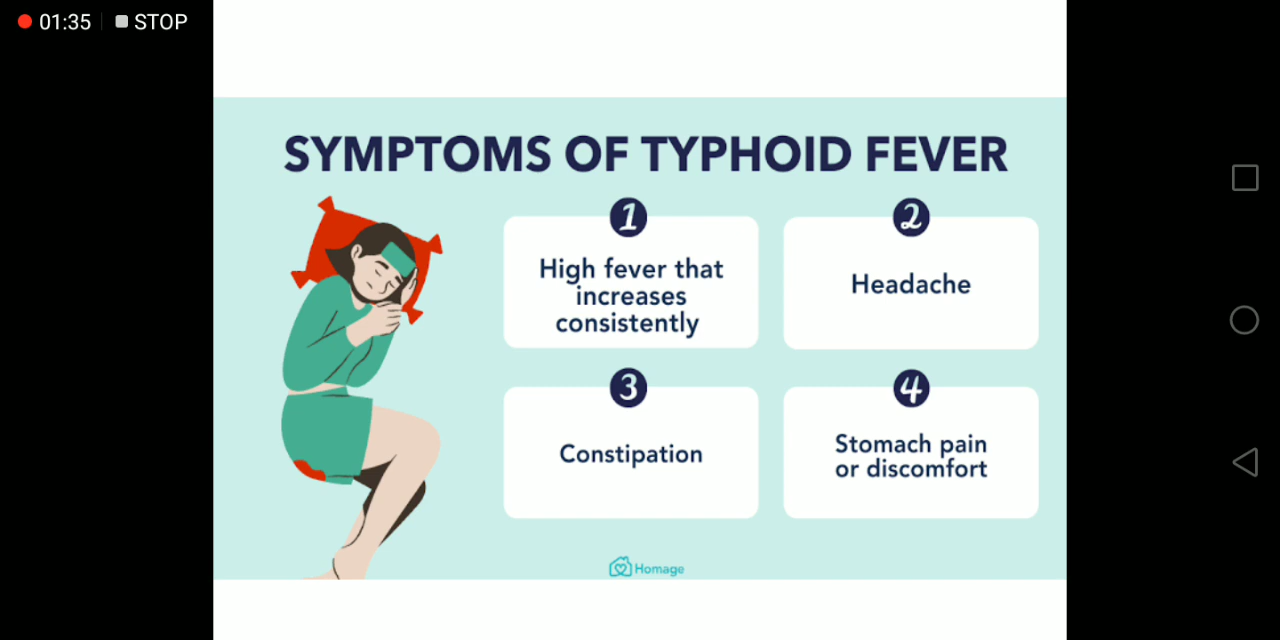 01:35
STOP
SYMPTOMS OF TYPHOID FEVER
1
High fever that
increases
consistently
2
Headache
3
Constipation
4
Stomach pain
or discomfort
Homage